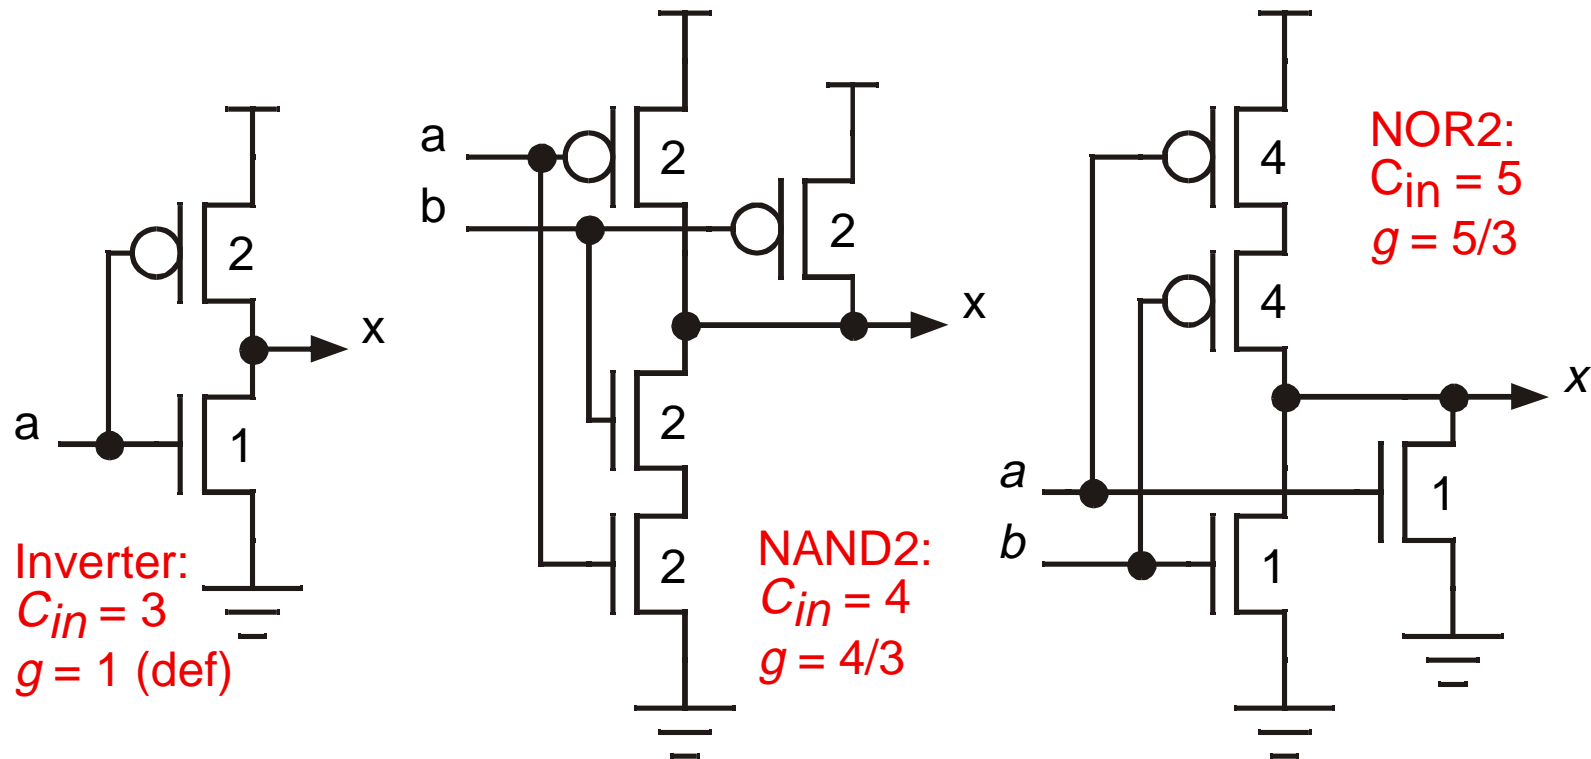 2
x
a
1
Inverter:
Cin = 3
g = 1 (def)
a
b
2
2
x
2
2
NAND2:
Cin = 4
g = 4/3
4
4
NOR2:
Cin = 5
g = 5/3
x
a
b
1
1